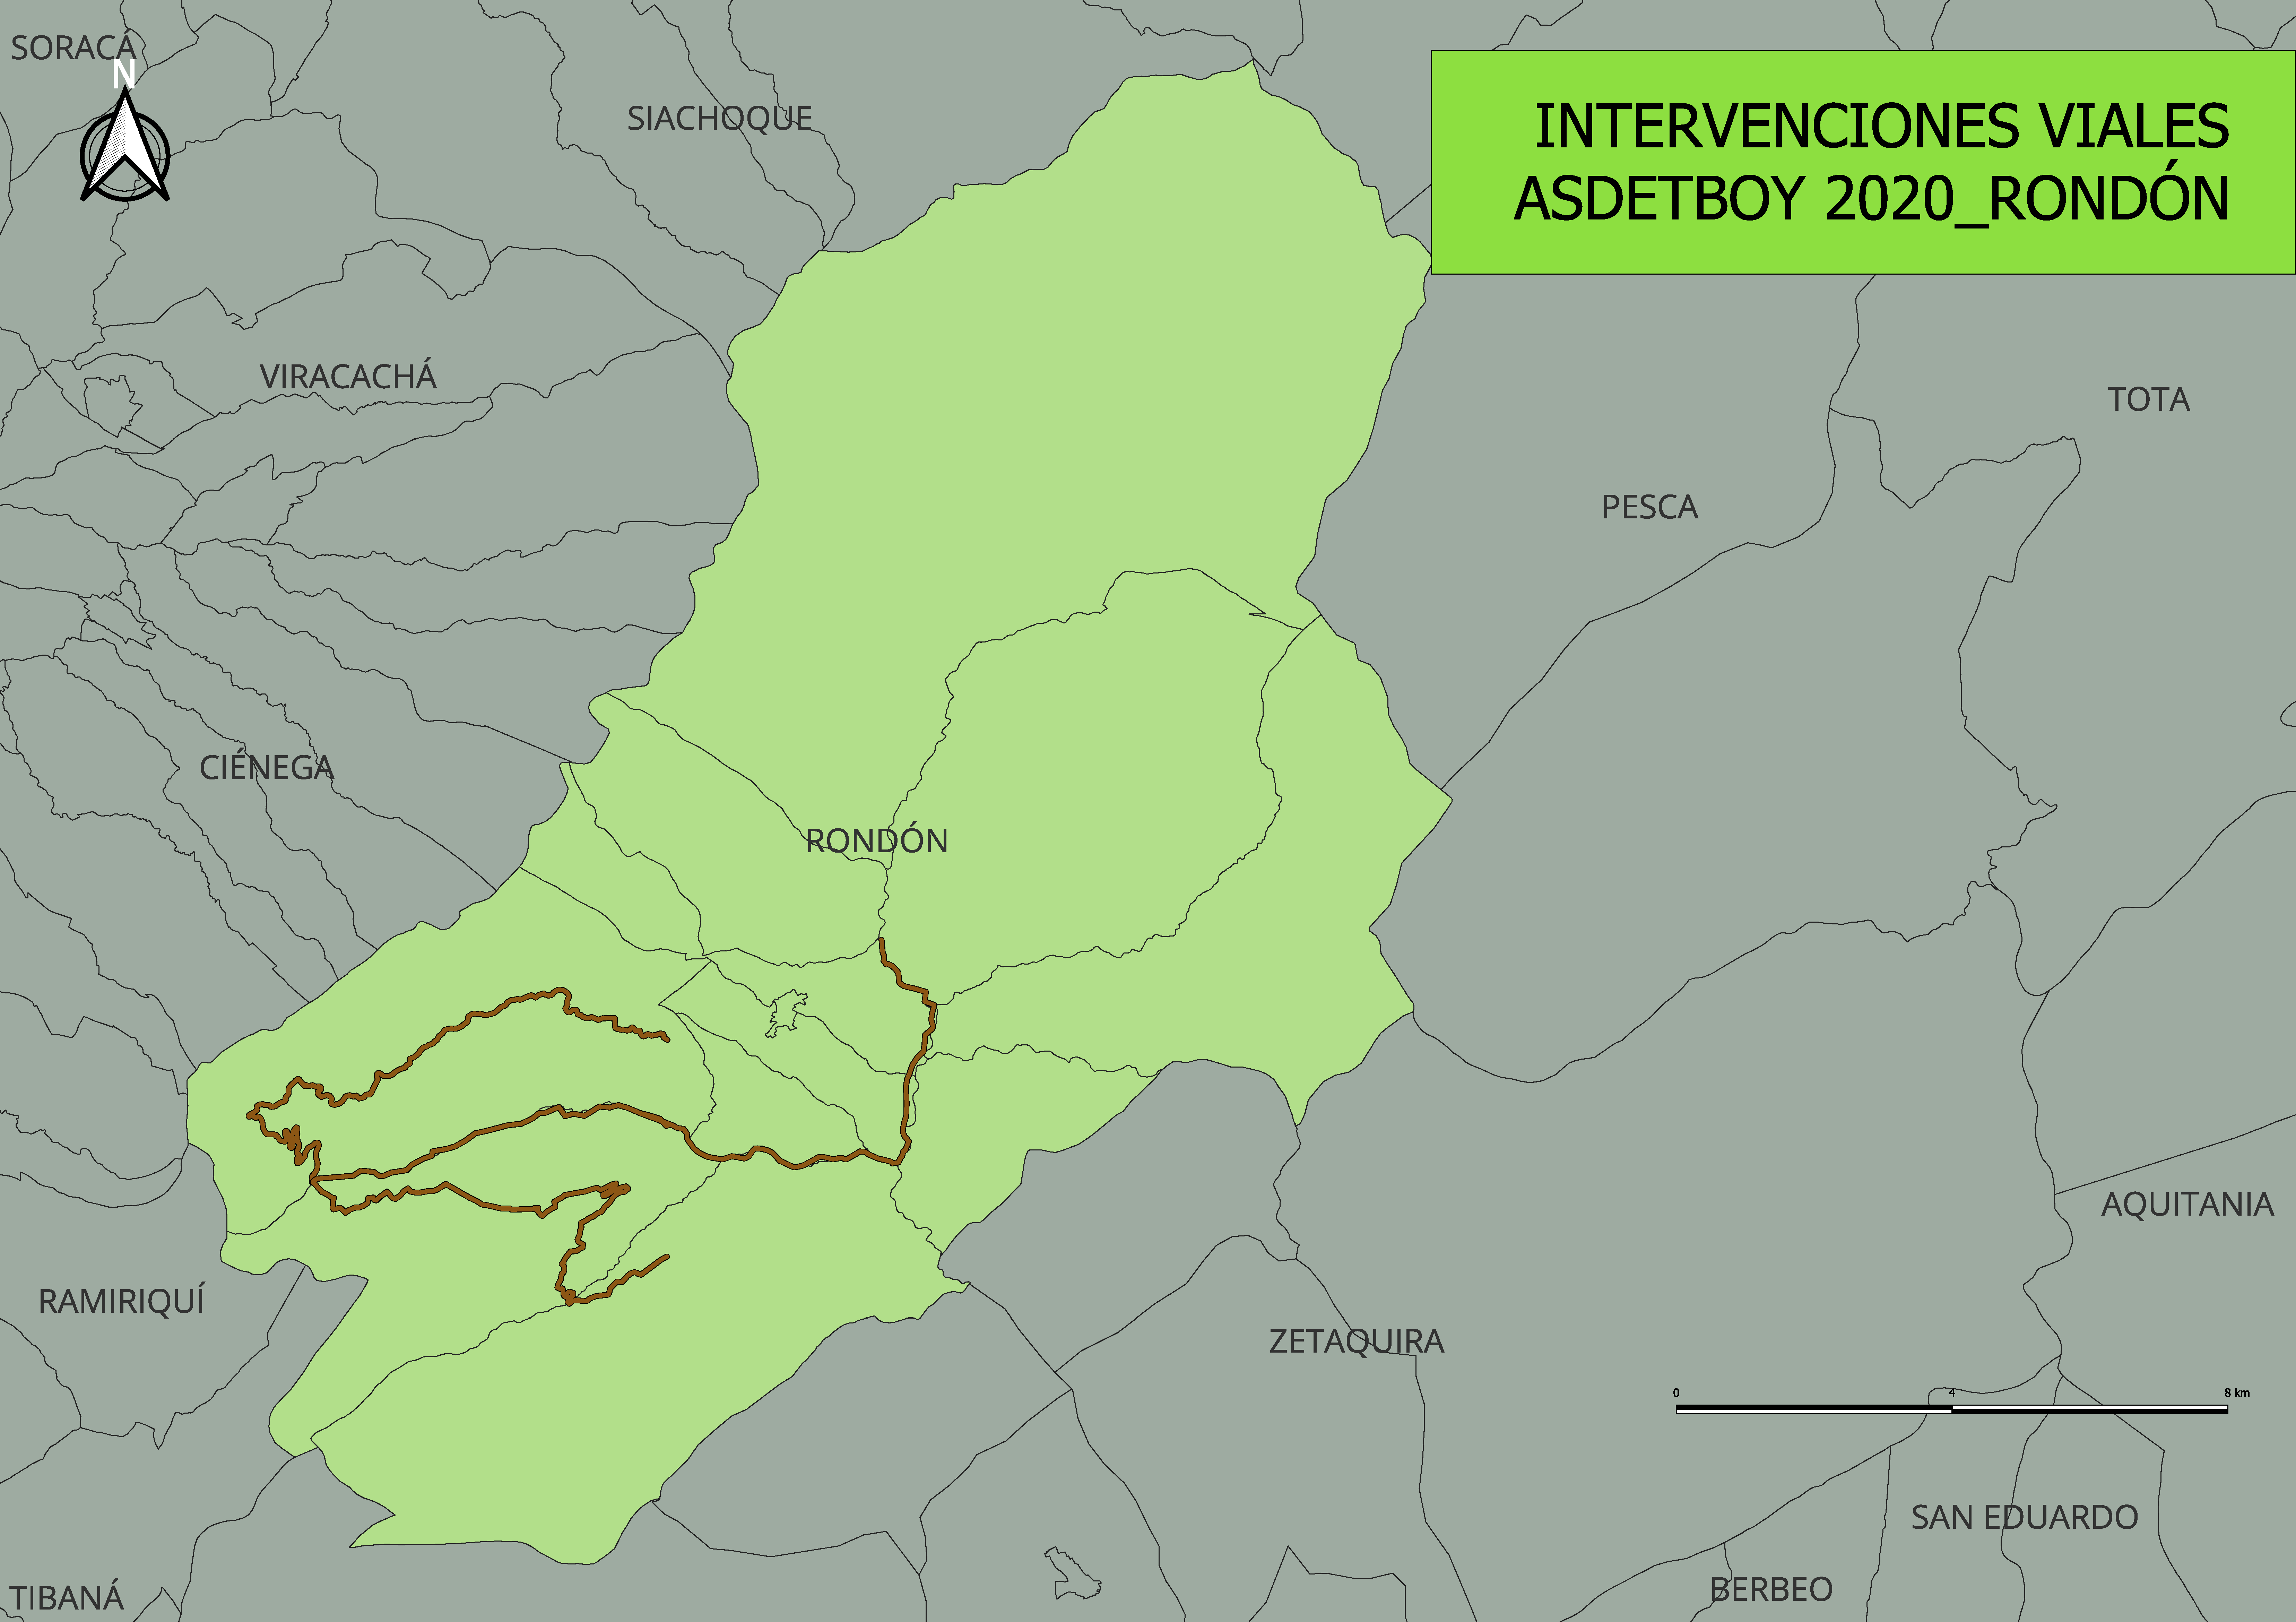 SORACÁ
N
SIACHOQUE
INTERVENCIONES VIALES
ASDETBOY 2020_RONDÓN
VIRACACHÁ
TOTA
PESCA
CIÉNEGA
RONDÓN
AQUITANIA
RAMIRIQUÍ
ZETAQUIRA
0 4 8 km
SAN EDUARDO
BERBEO
TIBANÁ